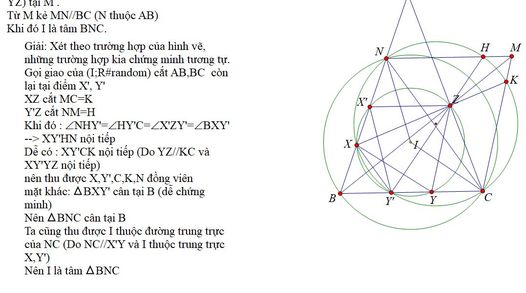 YZ) tại M .
Từ M kẻ MN//BC (N thuộc AB)
Khi đó I là tâm BNC.
Giải: Xét theo trường hợp của hình vẽ,
những trường hợp kia chứng minh tương tự.
Gọi giao của (I;R#random) cắt AB,BC còn
lại tại điểm X', Y'
XZ cắt MC=K
Y'Z cắt NM=H
Khi đó : ∠NHY'=∠HY'C=∠X'ZY'=∠BXY'
--> XY'HN nội tiếp
Dễ có : XY'CK nội tiếp (Do YZ//KC và
XY'YZ nội tiếp)
nên thu được X,Y',C,K,N đồng viên
mặt khác: △BXY' cân tại B (dễ chứng
minh)
Nên △BNC cân tại B
Ta cũng thu được I thuộc đường trung trực
của NC (Do NC//X'Y và I thuộc trung trực
X,Y')
Nên I là tâm △BNC
N
H
M
K
X'
Z
X
I
B
Y'
Y
C